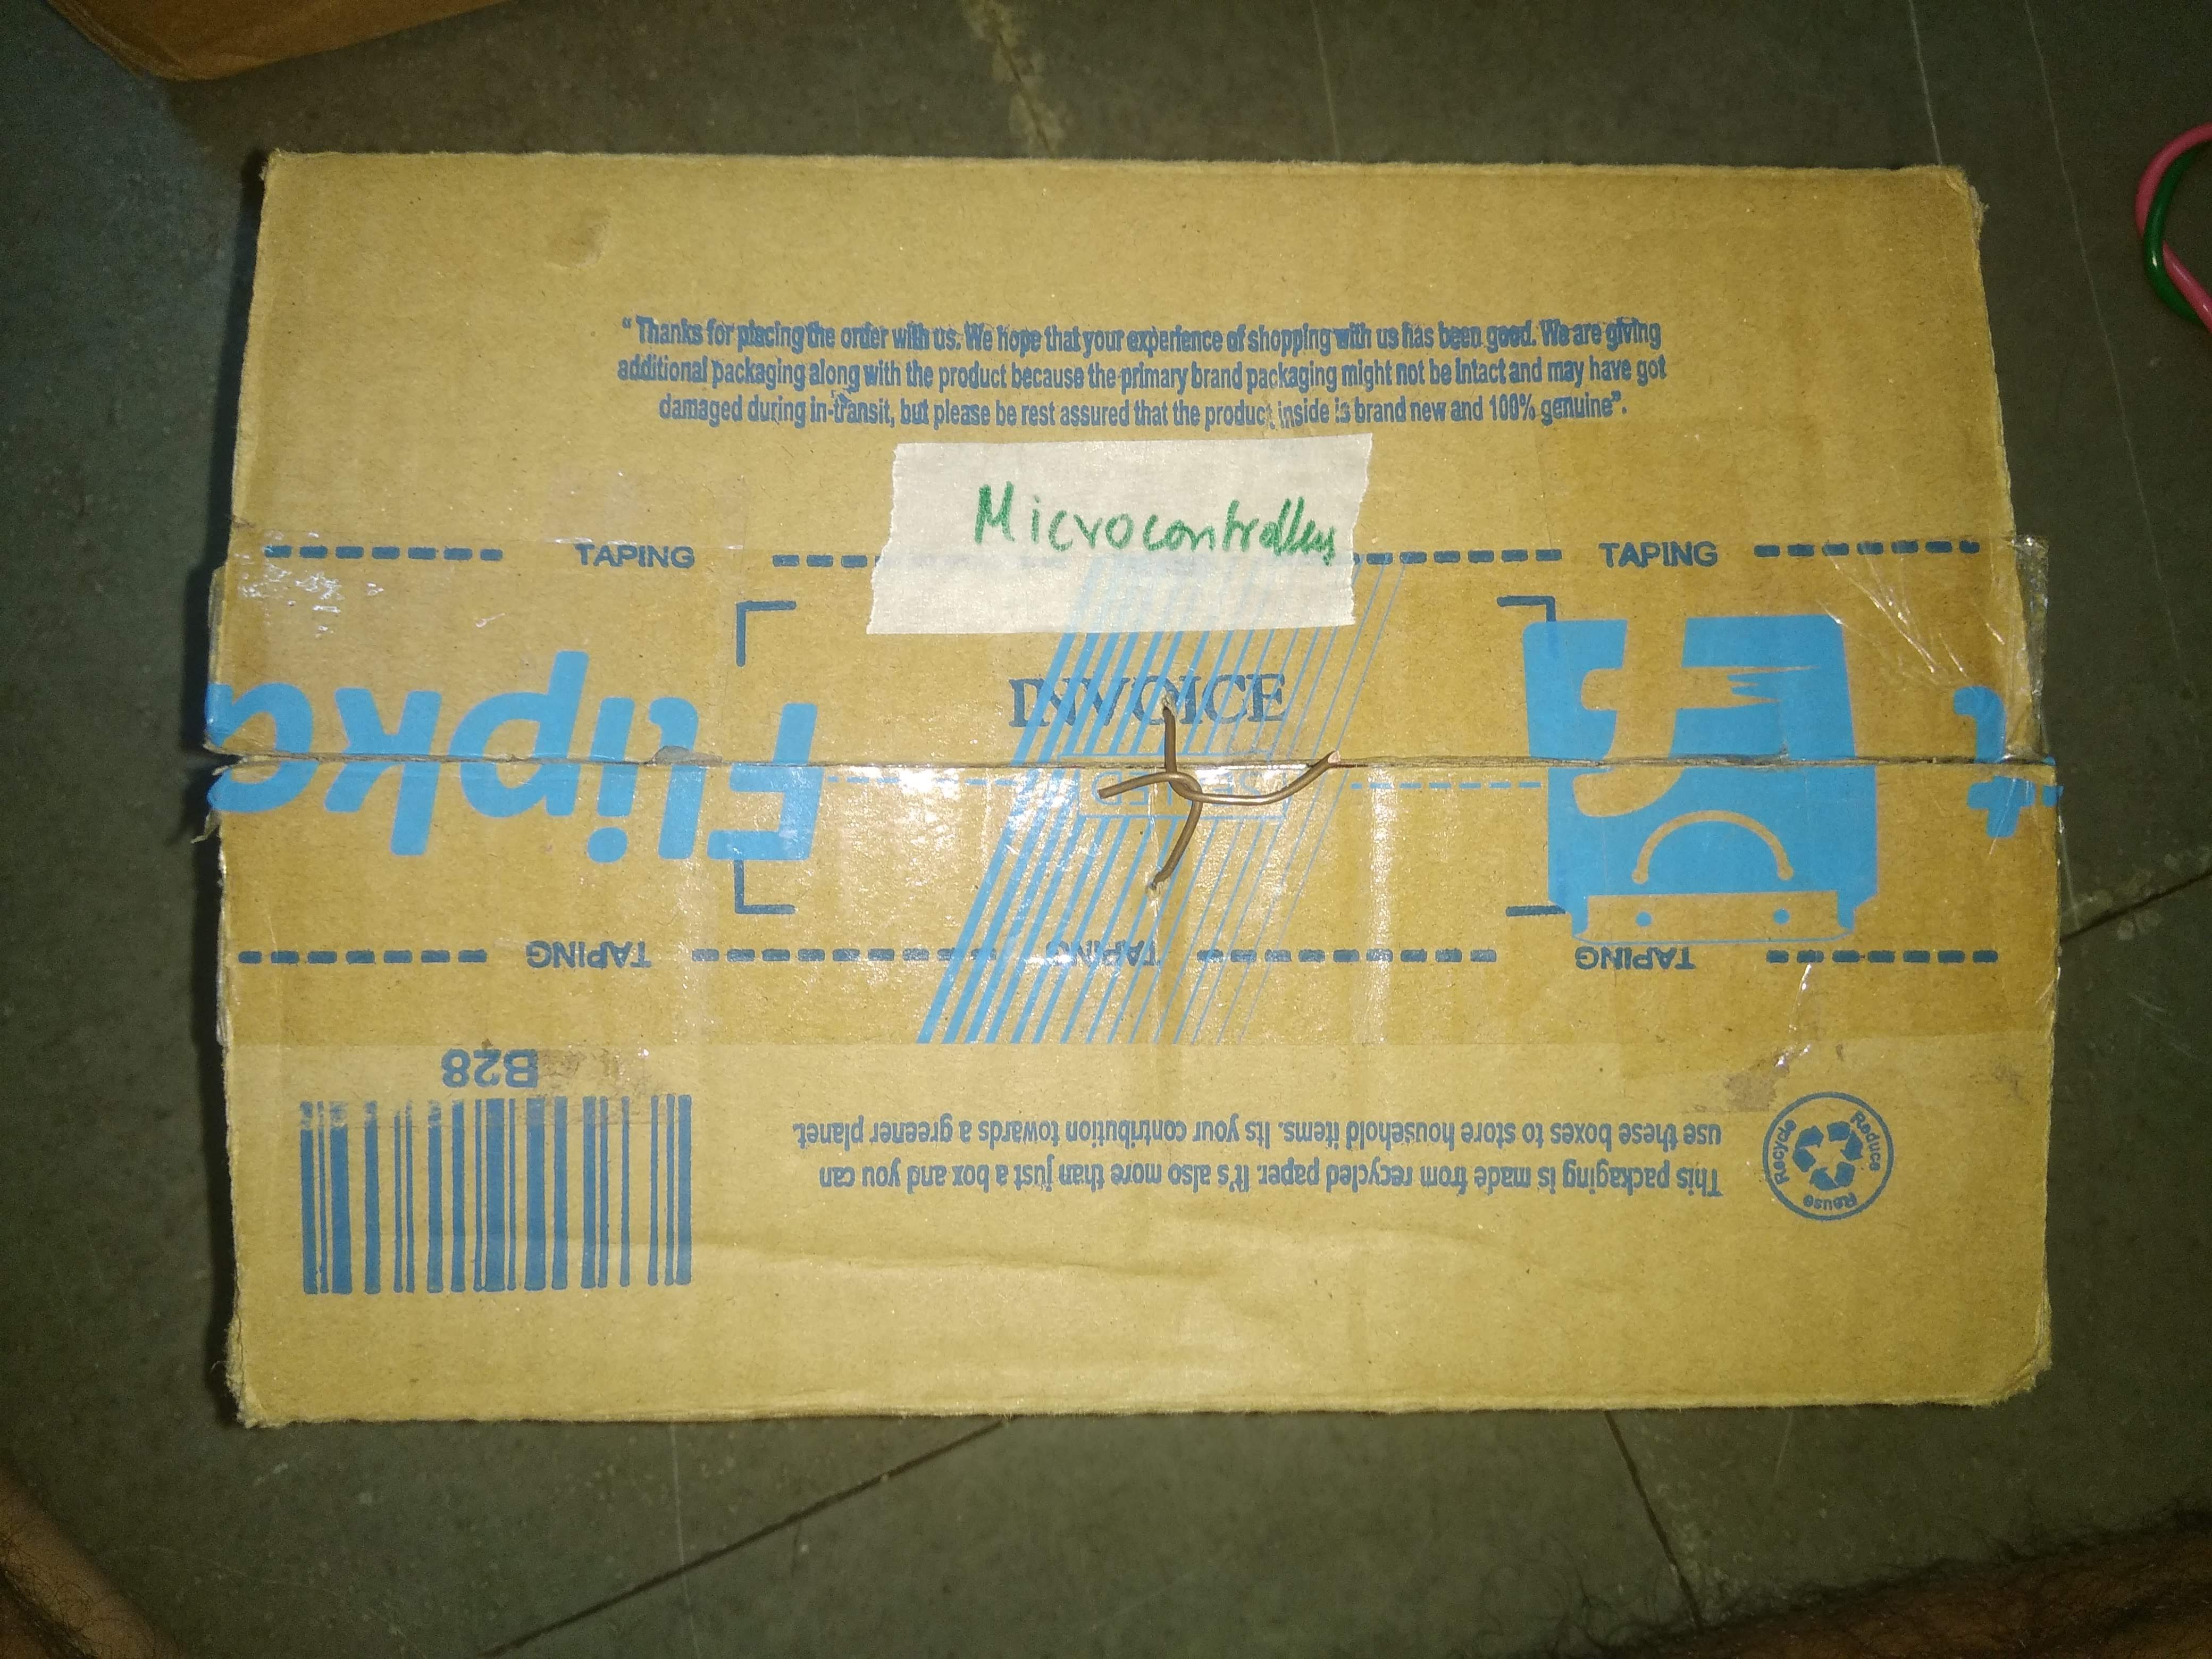 “Thanks for placing the order with us. We hope that your experience of shopping with us has been good. We are giving
additional packaging along with the product because the primary brand packaging might not be intact and may have got
damaged during in-transit, but please be rest assured that the product inside is brand new and 100% genuine”.
Microcontrollers
TAPING TAPING
INVOICE
Flipkart
TAPING TAPING TAPING
B28
This packaging is made from recycled paper. It's also more than just a box and you can
use these boxes to store household items. Its your contribution towards a greener planet.
Reduce
Reuse
Recycle